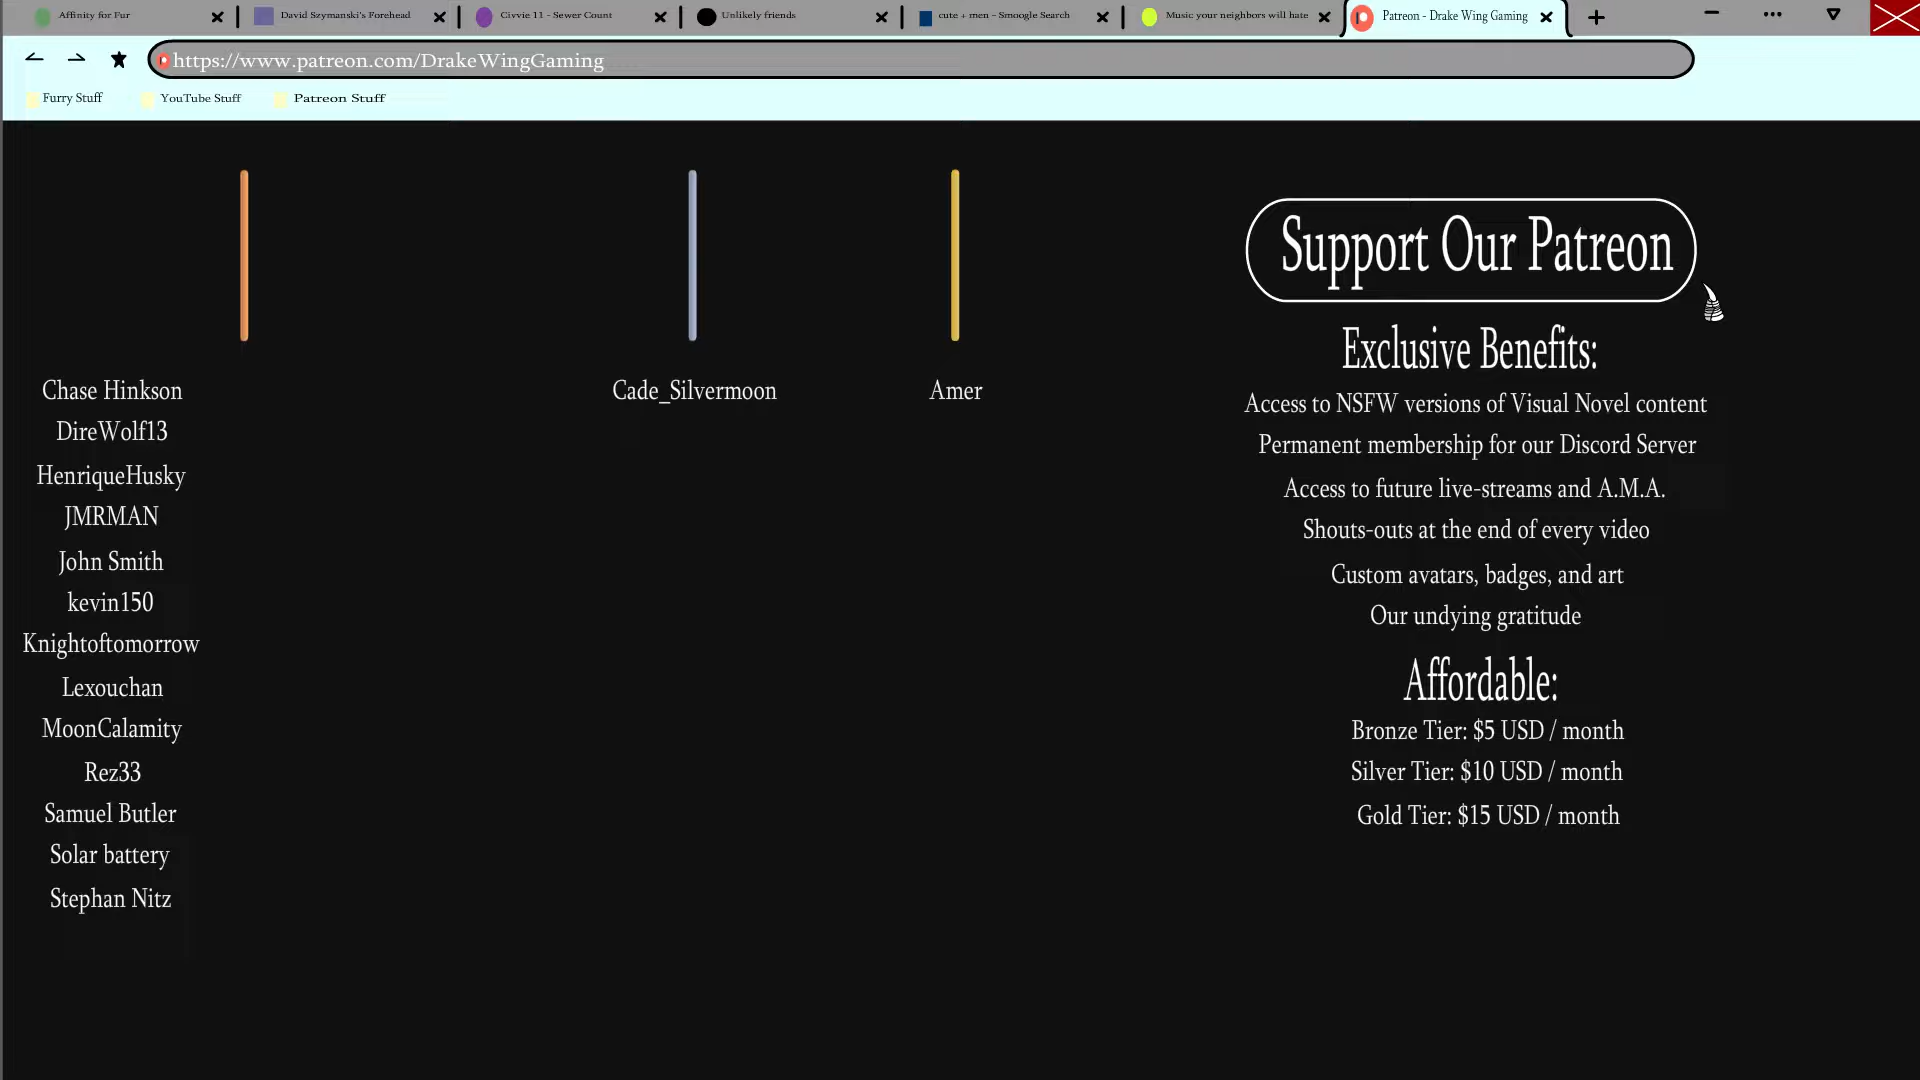 Affinity for Fur
David Szymanski's Forehead
Civvie 11 - Sewer Count
Unlikely friends
cute + men - Smoogle Search
Music your neighbors will hate
Patreon - Drake Wing Gaming
https://www.patreon.com/DrakeWingGaming
Furry Stuff
YouTube Stuff
Patreon Stuff
Chase Hinkson
DireWolf13
HenriqueHusky
JMRMAN
John Smith
kevin150
Knightoftomorrow
Lexouchan
MoonCalamity
Rez33
Samuel Butler
Solar battery
Stephan Nitz
Cade_Silvermoon
Amer
Support Our Patreon
Exclusive Benefits:
Access to NSFW versions of Visual Novel content
Permanent membership for our Discord Server
Access to future live-streams and A.M.A.
Shouts-outs at the end of every video
Custom avatars, badges, and art
Our undying gratitude
Affordable:
Bronze Tier: $5 USD / month
Silver Tier: $10 USD / month
Gold Tier: $15 USD / month